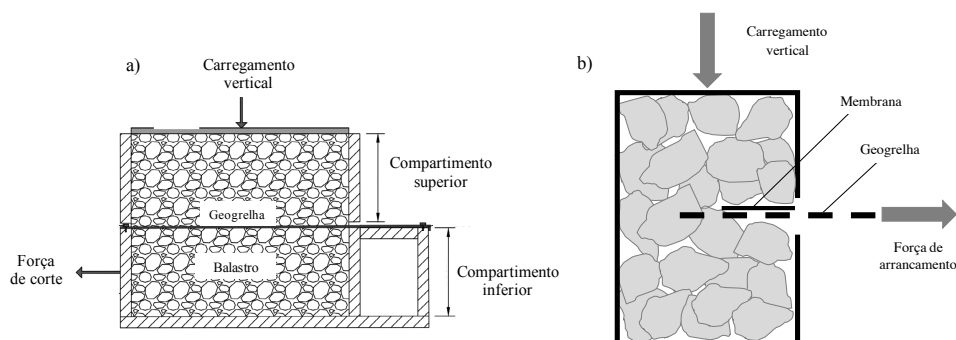 a)
Carregamento
vertical
Compartimento
superior
Geogrelha
Balastro
Força
de corte
Compartimento
inferior
b)
Carregamento
vertical
Membrana
Geogrelha
Força de
arrancamento